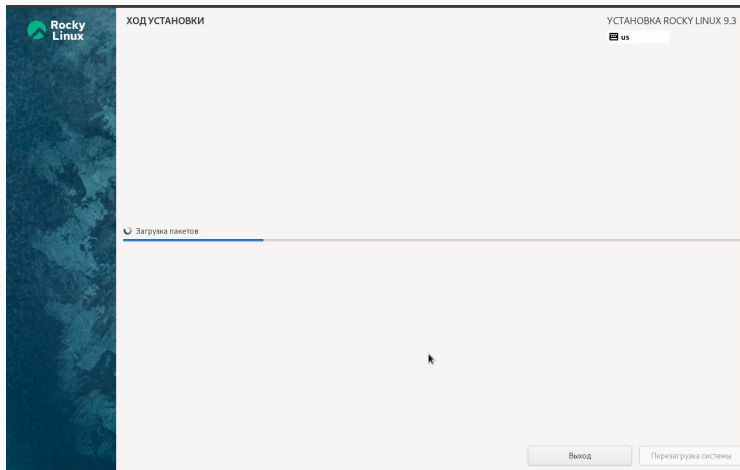 Rocky
Linux
ХОД УСТАНОВКИ
УСТАНОВКА ROCKY LINUX 9.3
us
Загрузка пакетов
Выход
Перезагрузка системы